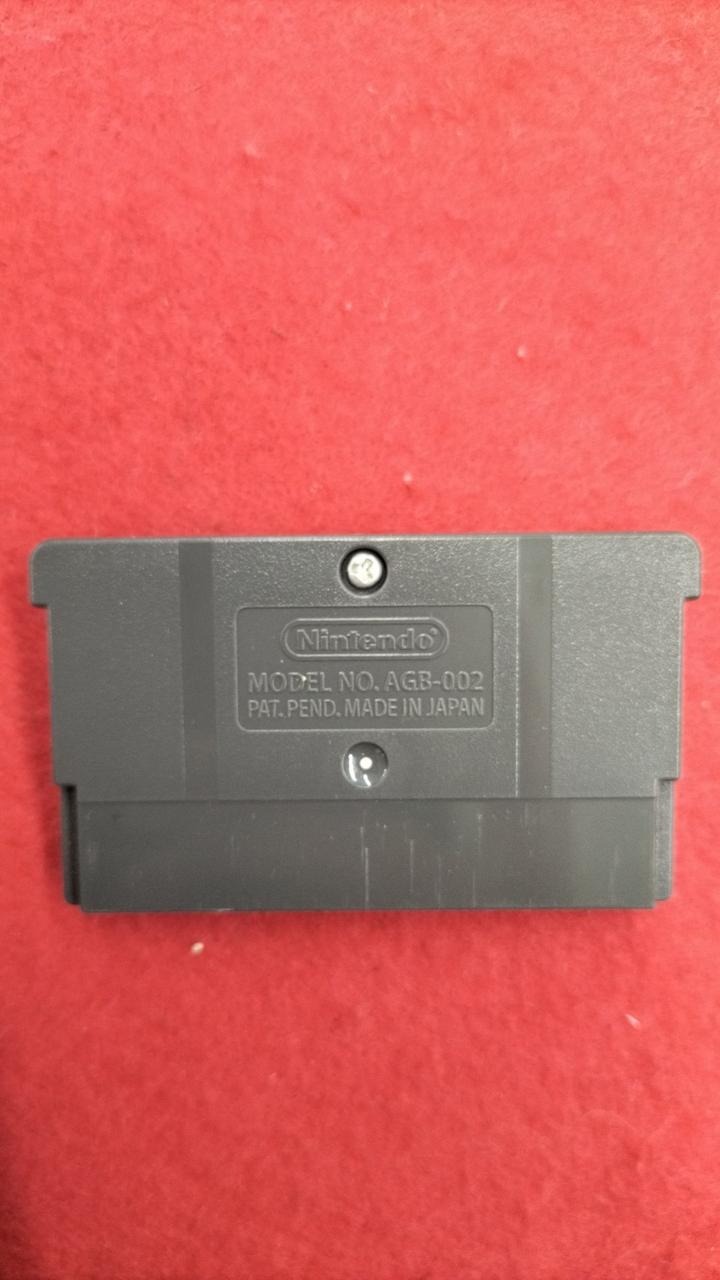 Nintendo®
MODEL NO. AGB-002
PAT. PEND. MADE IN JAPAN